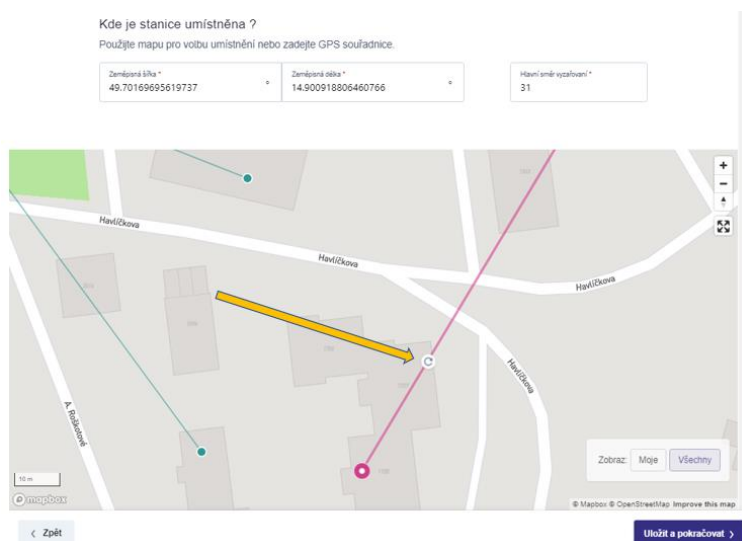 Kde je stanice umístněna ?
Použijte mapu pro volbu umístnění nebo zadejte GPS souřadnice.
Zeměpisná šířka *
49.70169695619737
°
Zeměpisná délka *
14.900918806460766
°
Hlavní směr vyzařovaní *
31
Havlíčkova
Havlíčkova
Havlíčkova
Havlíčkova
A. Roškotové
Zobraz:
Moje
Všechny
10 m
mapbox
© Mapbox © OpenStreetMap Improve this map
‹ Zpět
Uložit a pokračovat ›